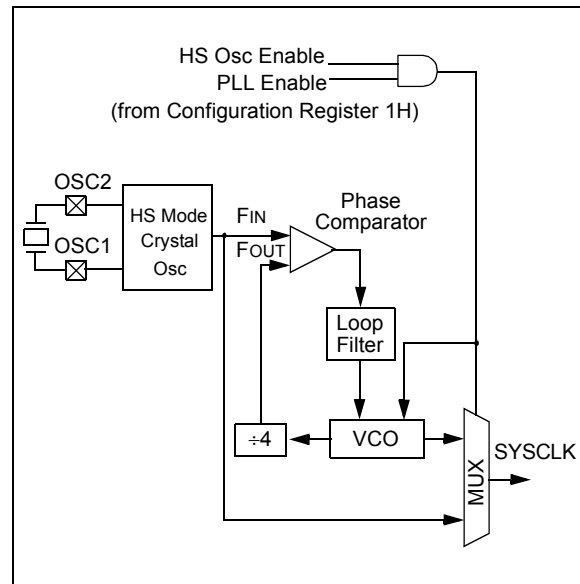 HS Osc Enable
PLL Enable
(from Configuration Register 1H)
OSC2
OSC1
HS Mode
Crystal
Osc
FIN
FOUT
Phase
Comparator
Loop
Filter
÷4
VCO
MUX
SYSCLK